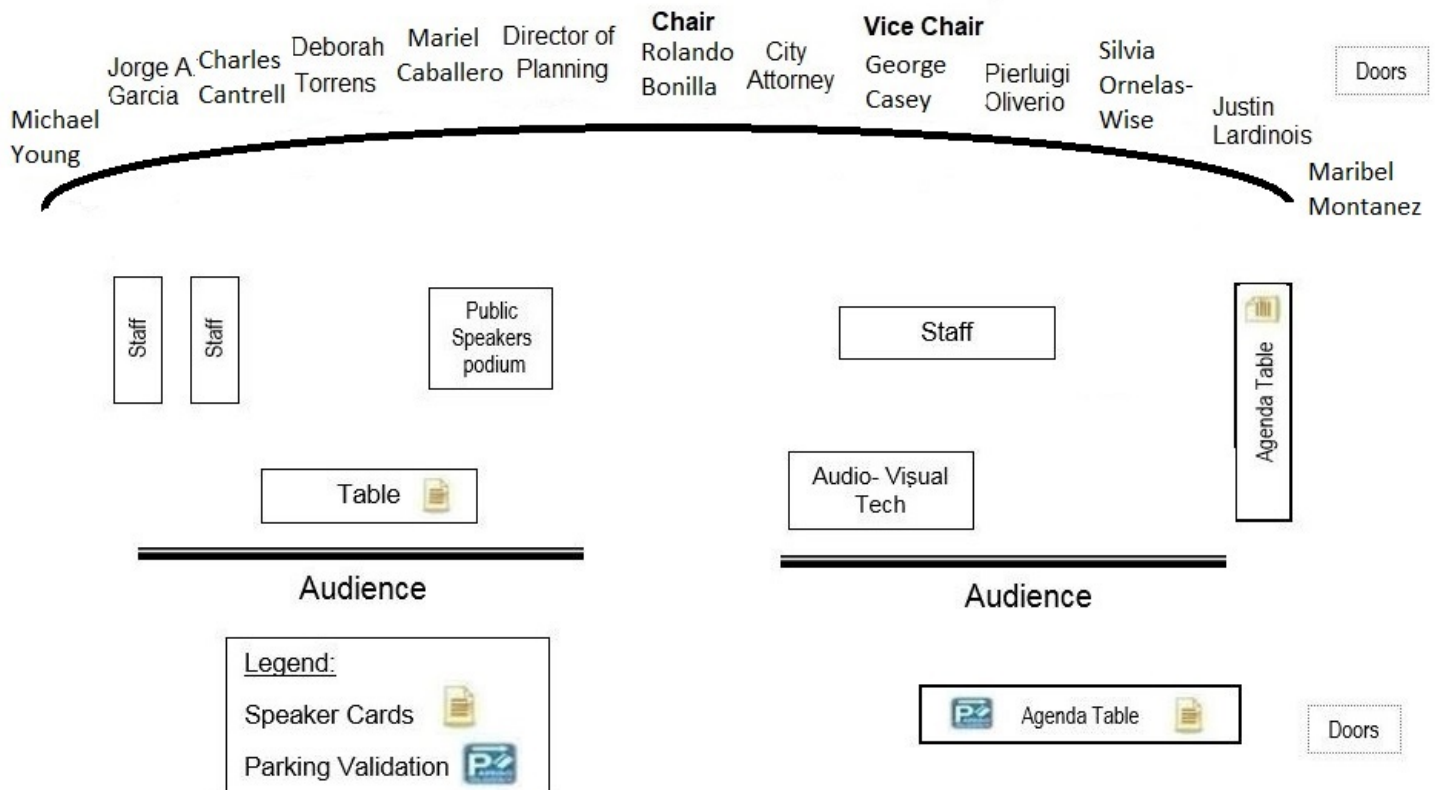 Michael
Young
Jorge A.
Garcia
Charles
Cantrell
Deborah
Torrens
Mariel
Caballero
Director of
Planning
Chair
Rolando
Bonilla
City
Attorney
Vice Chair
George
Casey
Pierluigi
Oliverio
Silvia
Ornelas-
Wise
Justin
Lardinois
Maribel
Montanez
Doors
Staff
Staff
Public
Speakers
podium
Staff
Agenda Table
Table
Audio- Visual
Tech
Audience
Audience
Legend:
Speaker Cards
Parking Validation
Agenda Table
Doors